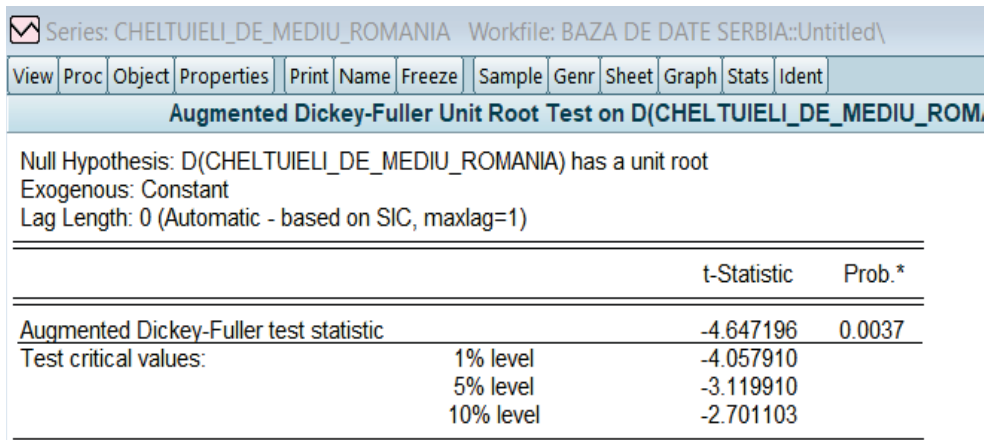 Series: CHELTUIELI_DE_MEDIU_ROMANIA Workfile: BAZA DE DATE SERBIA::Untitled\
View Proc Object Properties Print Name Freeze Sample Genr Sheet Graph Stats Ident
Augmented Dickey-Fuller Unit Root Test on D(CHELTUIELI_DE_MEDIU_ROMA
Null Hypothesis: D(CHELTUIELI_DE_MEDIU_ROMANIA) has a unit root
Exogenous: Constant
Lag Length: 0 (Automatic - based on SIC, maxlag=1)
t-Statistic Prob.*
Augmented Dickey-Fuller test statistic -4.647196 0.0037
Test critical values: 1% level -4.057910
5% level -3.119910
10% level -2.701103